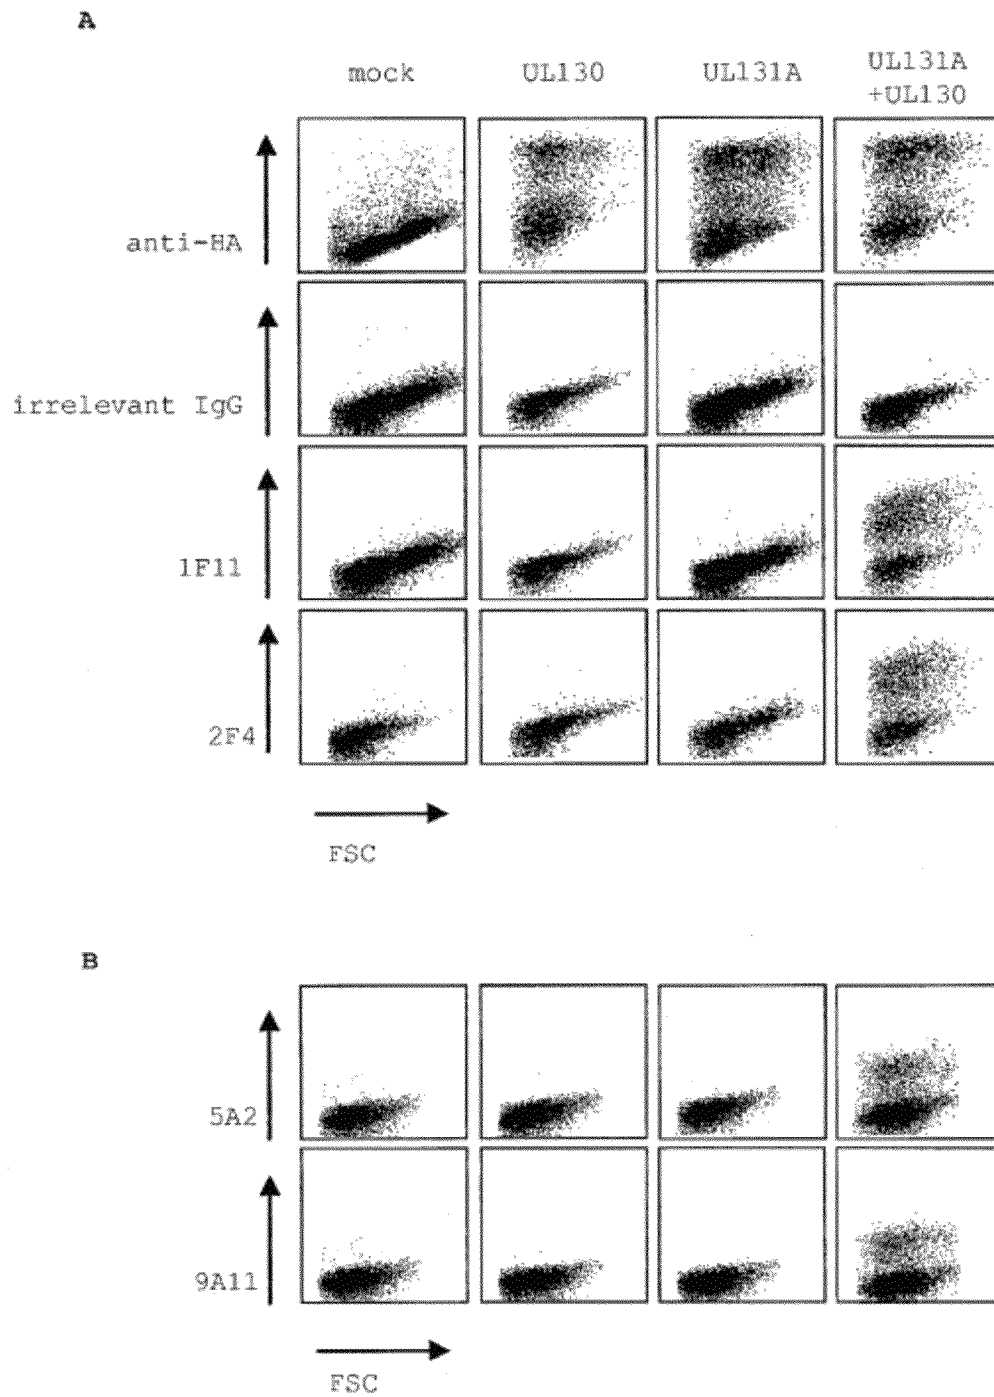 A
mock UL130 UL131A UL131A
+UL130
anti-HA
irrelevant IgG
1F11
2F4
FSC
B
5A2
9A11
FSC